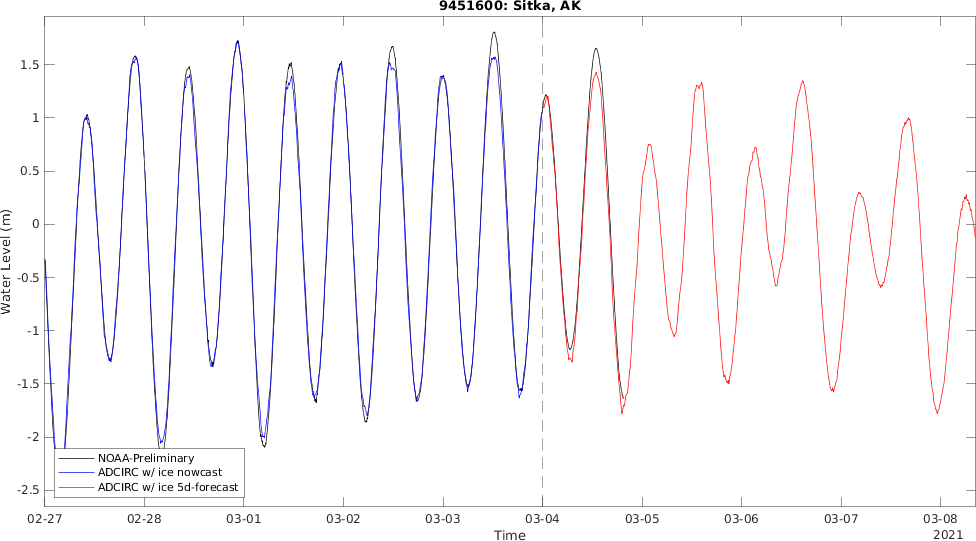 9451600: Sitka, AK
Water Level (m)
1.5
1
0.5
0
-0.5
-1
-1.5
-2
-2.5
NOAA-Preliminary
ADCIRC w/ ice nowcast
ADCIRC w/ ice 5d-forecast
02-27 02-28 03-01 03-02 03-03 03-04 03-05 03-06 03-07 03-08
Time
2021